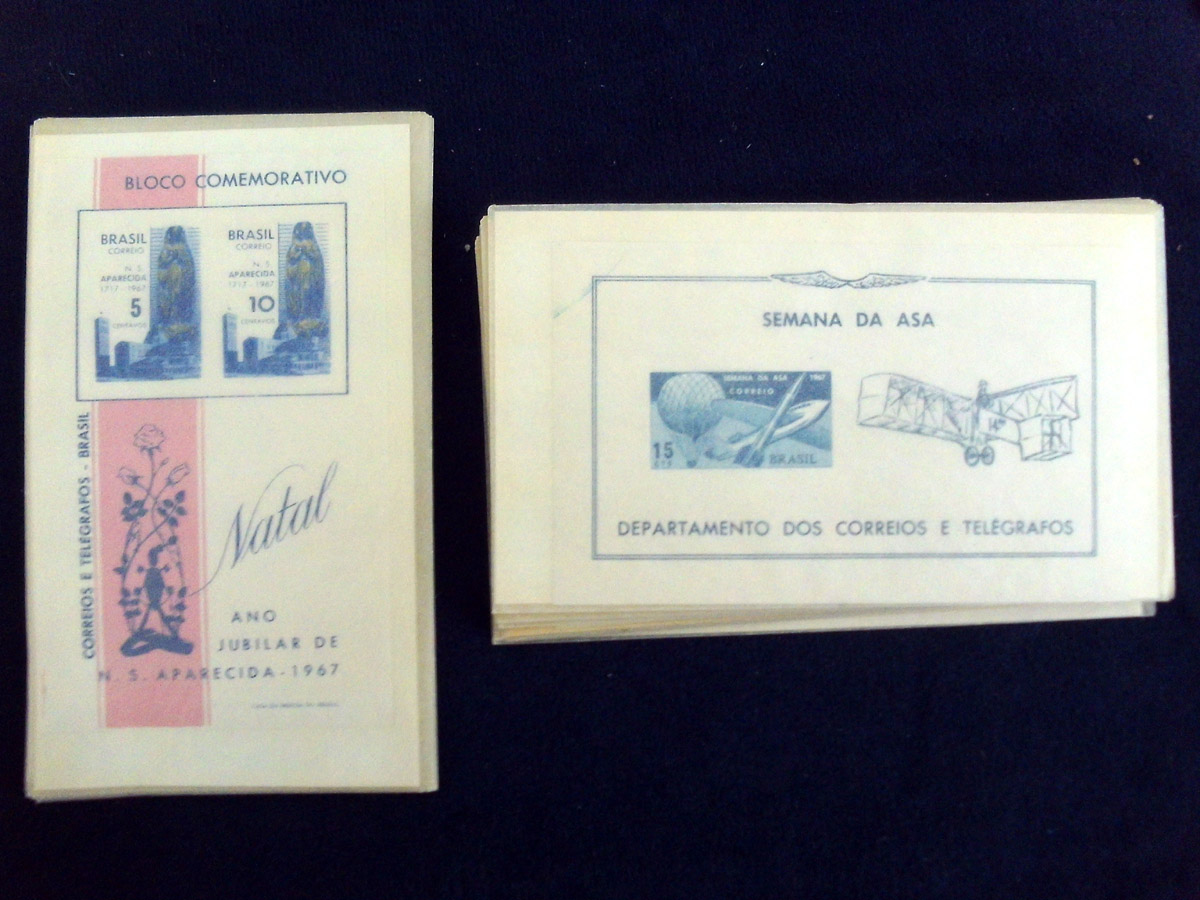 BLOCO COMEMORATIVO
BRASIL
CORREIO
N. S.
APARECIDA
1717 - 1967
5
CENTAVOS
BRASIL
CORREIO
N. S.
APARECIDA
1717 - 1967
10
CENTAVOS
CORREIOS E TELÉGRAFOS - BRASIL
Natal
ANO
JUBILAR DE
N. S. APARECIDA - 1967
SEMANA DA ASA
SEMANA DA ASA 1967
CORREIO
15
CTS
BRASIL
14
DEPARTAMENTO DOS CORREIOS E TELÉGRAFOS